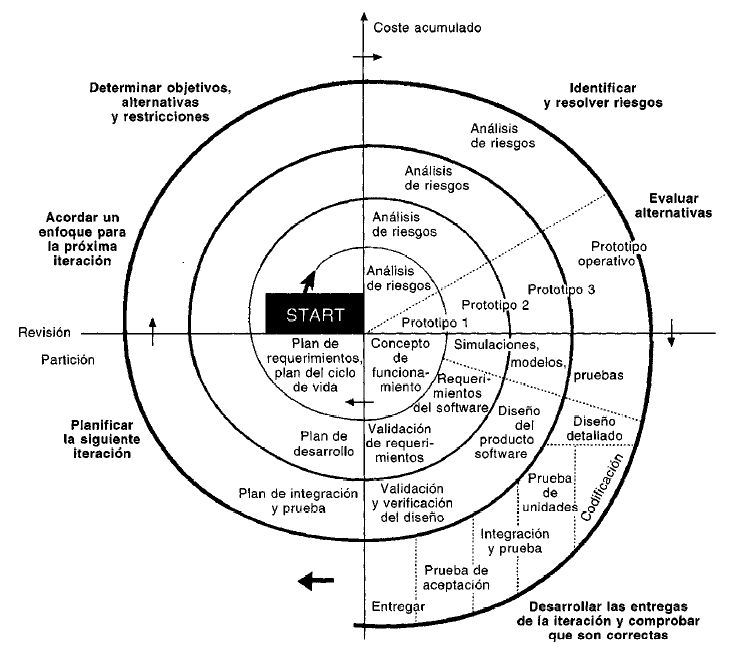 Coste acumulado
Determinar objetivos,
alternativas
y restricciones
Identificar
y resolver riesgos
Análisis
de riesgos
Análisis
de riesgos
Evaluar
alternativas
Análisis
de riesgos
Acordar un
enfoque para
la próxima
iteración
Prototipo
operativo
Análisis
de riesgos
Prototipo 3
Prototipo 2
START
Prototipo 1
Revisión
Partición
Plan de
requerimientos,
plan del ciclo
de vida
Concepto
de
funciona-
miento
Simulaciones,
modelos,
pruebas
Requeri-
mientos
del software
Diseño
del
producto
software
Diseño
detallado
Planificar
la siguiente
iteración
Plan de
desarrollo
Validación
de requeri-
mientos
Codificación
Prueba
de
unidades
Plan de integración
y prueba
Validación
y verificación
del diseño
Integración
y prueba
Prueba de
aceptación
Entregar
Desarrollar las entregas
de la iteración y comprobar
que son correctas